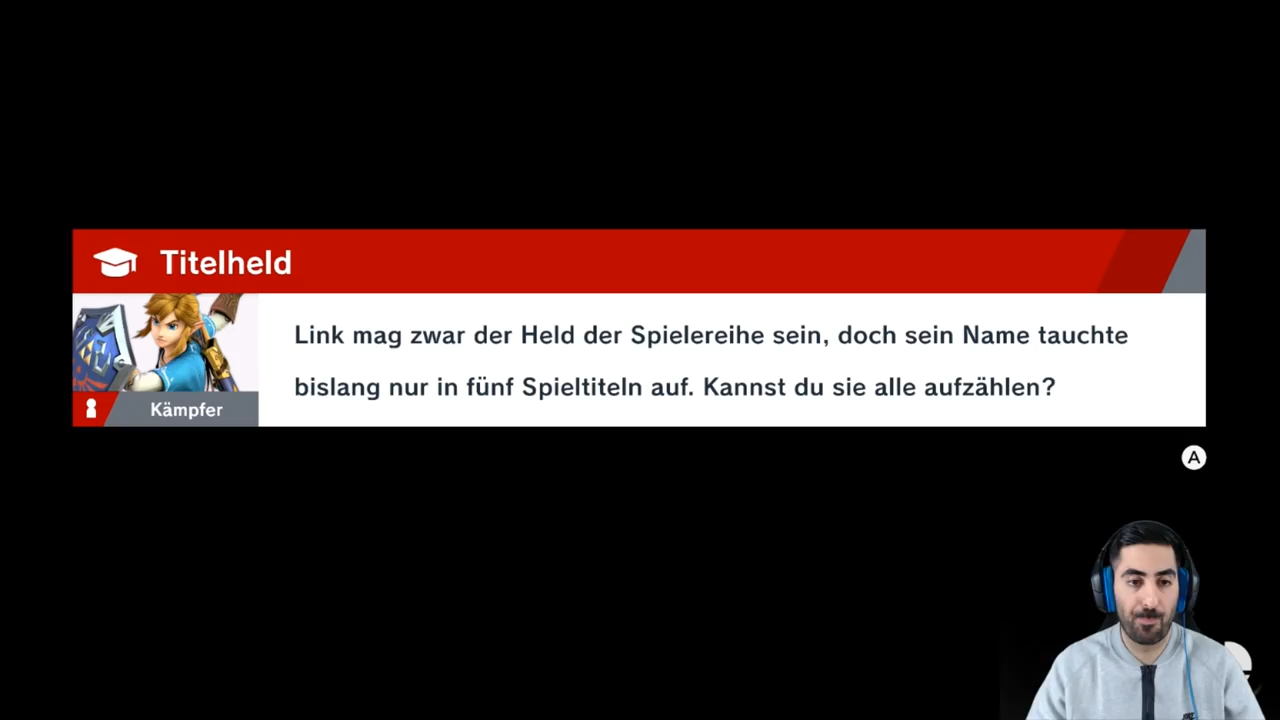 Titelheld
Link mag zwar der Held der Spielereihe sein, doch sein Name tauchte
bislang nur in fünf Spieltiteln auf. Kannst du sie alle aufzählen?
Kämpfer
A